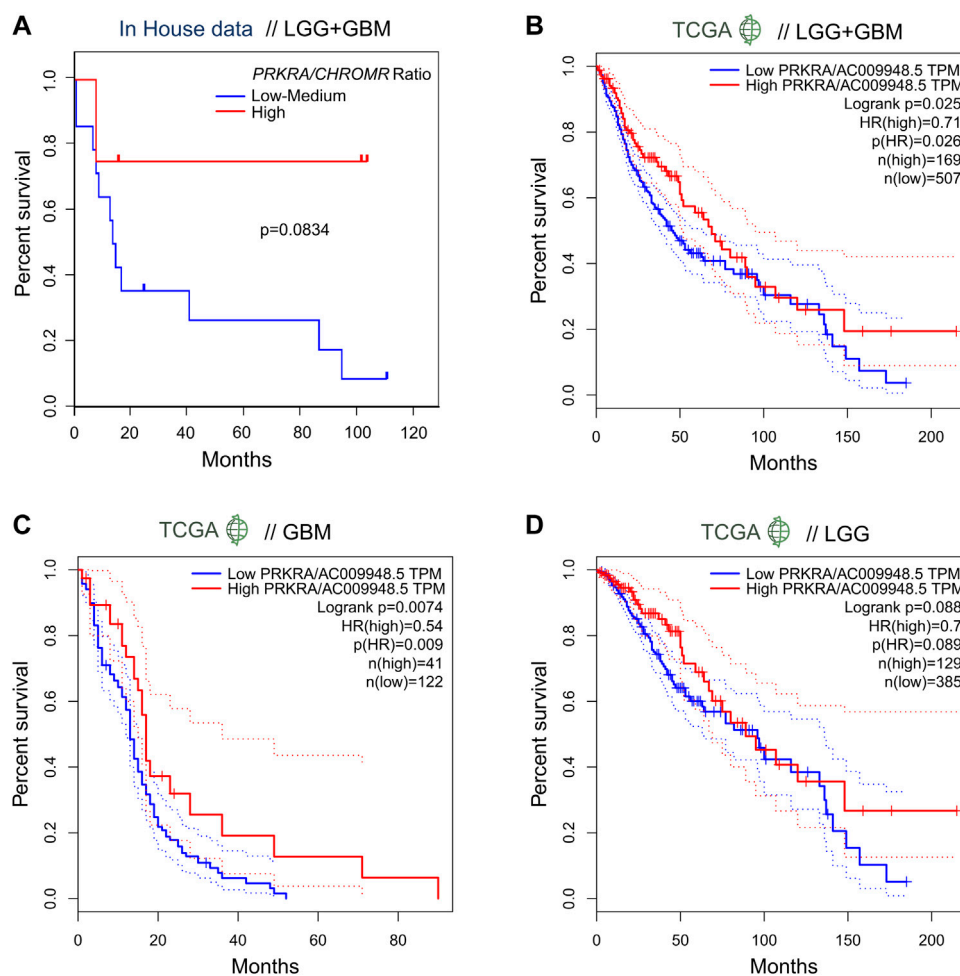 A
In House data // LGG+GBM
PRKRA/CHROMR Ratio
Low-Medium
High
p=0.0834
Percent survival
1.0
0.8
0.6
0.4
0.2
0.0
0 20 40 60 80 100 120
Months
B
TCGA // LGG+GBM
Low PRKRA/AC009948.5 TPM
High PRKRA/AC009948.5 TPM
Logrank p=0.025
HR(high)=0.71
p(HR)=0.026
n(high)=169
n(low)=507
Percent survival
1.0
0.8
0.6
0.4
0.2
0.0
0 50 100 150 200
Months
C
TCGA // GBM
Low PRKRA/AC009948.5 TPM
High PRKRA/AC009948.5 TPM
Logrank p=0.0074
HR(high)=0.54
p(HR)=0.009
n(high)=41
n(low)=122
Percent survival
1.0
0.8
0.6
0.4
0.2
0.0
0 20 40 60 80
Months
D
TCGA // LGG
Low PRKRA/AC009948.5 TPM
High PRKRA/AC009948.5 TPM
Logrank p=0.088
HR(high)=0.7
p(HR)=0.089
n(high)=129
n(low)=385
Percent survival
1.0
0.8
0.6
0.4
0.2
0.0
0 50 100 150 200
Months